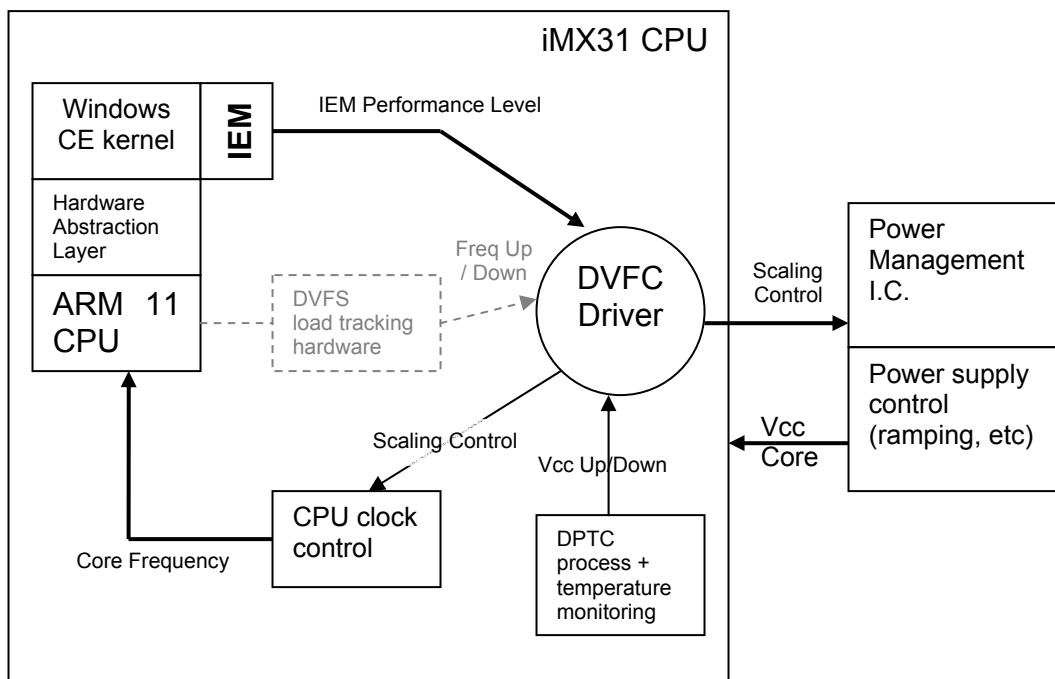 iMX31 CPU
Windows
CE kernel
IEM
IEM Performance Level
Hardware
Abstraction
Layer
ARM 11
CPU
DVFS
load tracking
hardware
Freq Up
/ Down
DVFC
Driver
Scaling
Control
Power
Management
I.C.
Power supply
control
(ramping, etc)
Vcc
Core
Scaling Control
Vcc Up/Down
CPU clock
control
Core Frequency
DPTC
process +
temperature
monitoring